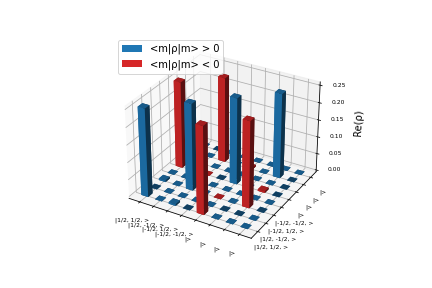 <m|ρ|m> > 0
<m|ρ|m> < 0
0.25
0.20
0.15
0.10
0.05
0.00
Re(ρ)
|1/2, 1/2, >
|1/2, -1/2, >
|-1/2, 1/2, >
|-1/2, -1/2, >
|>
|>
|>
|>
|1/2, 1/2, >
|1/2, -1/2, >
|-1/2, 1/2, >
|-1/2, -1/2, >
|>
|>
|>
|>